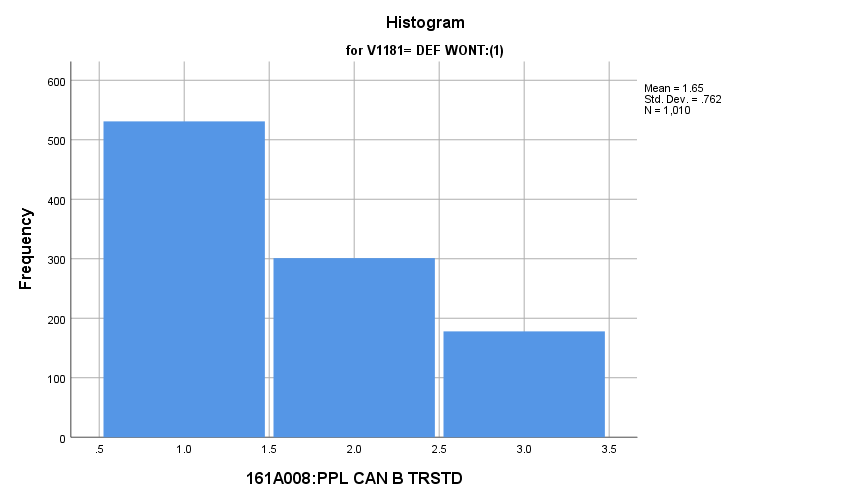 Histogram
for V1181= DEF WONT:(1)
Mean = 1.65
Std. Dev. = .762
N = 1,010
Frequency
600
500
400
300
200
100
0
.5 1.0 1.5 2.0 2.5 3.0 3.5
161A008:PPL CAN B TRSTD